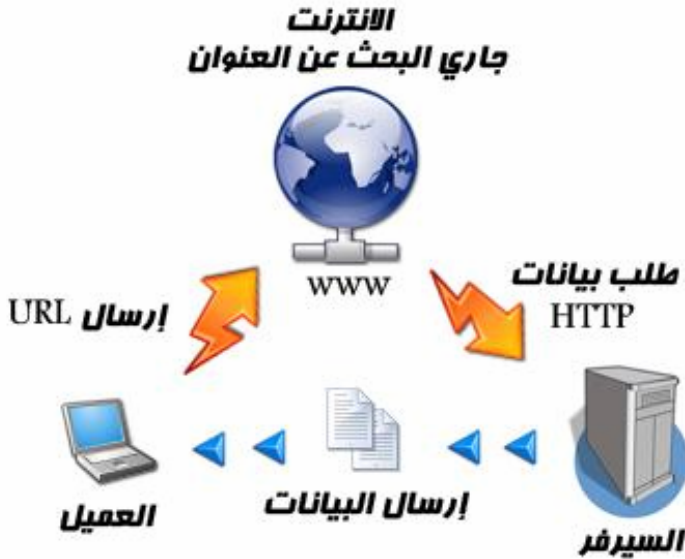 الانترنت
جاري البحث عن العنوان
WWW
طلب بيانات
HTTP
إرسال URL
إرسال البيانات
العميل
السيرفر